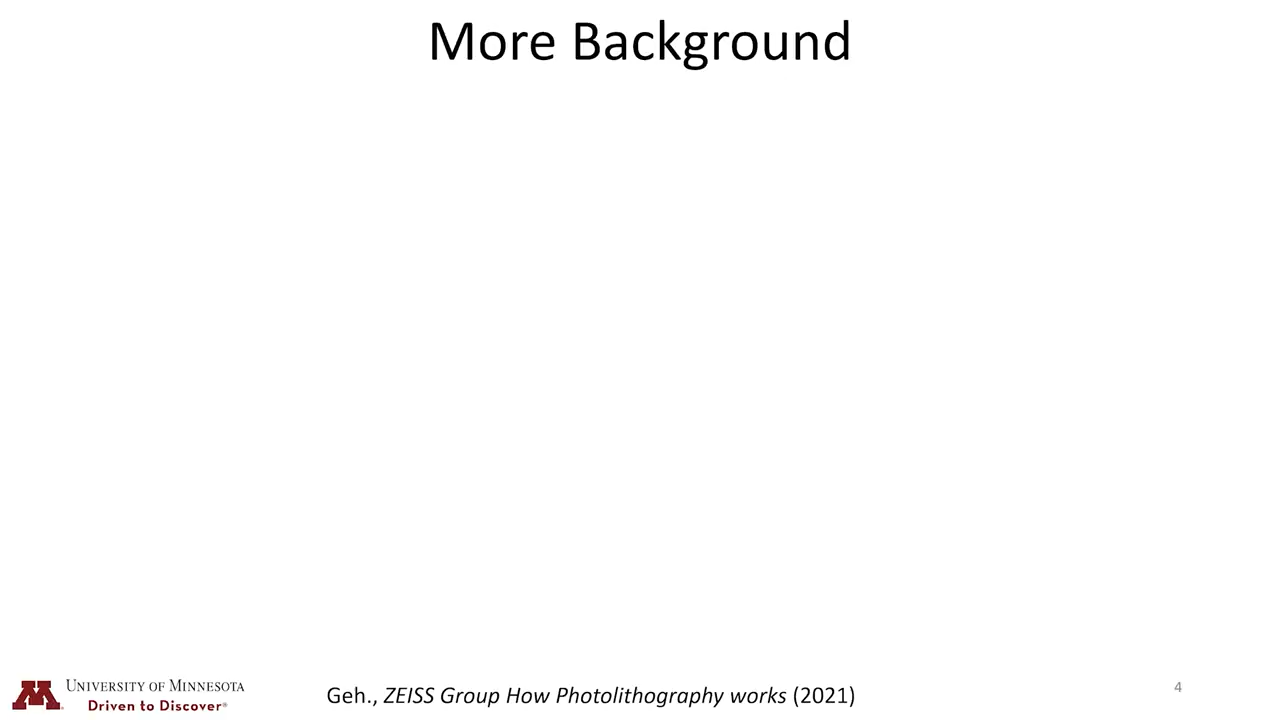 More Background
UNIVERSITY OF MINNESOTA
Driven to Discover®
Geh., ZEISS Group How Photolithography works (2021)
4